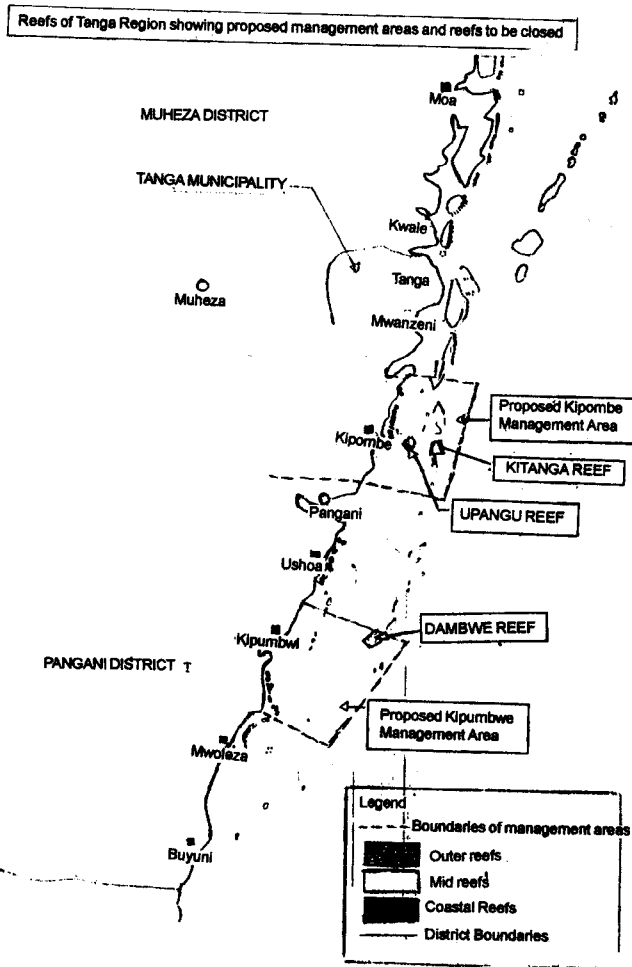 Reefs of Tanga Region showing proposed management areas and reefs to be closed
Moa
MUHEZA DISTRICT
TANGA MUNICIPALITY
Kwale
Tanga
Muheza
Mwanzeni
Proposed Kipombe
Management Area
Kipombe
KITANGA REEF
Pangani
UPANGU REEF
Ushoa
Kipumbwi
DAMBWE REEF
PANGANI DISTRICT
Proposed Kipumbwe
Management Area
Mwoleza
Legend
Boundaries of management areas
Buyuni
Outer reefs
Mid reefs
Coastal Reefs
District Boundaries